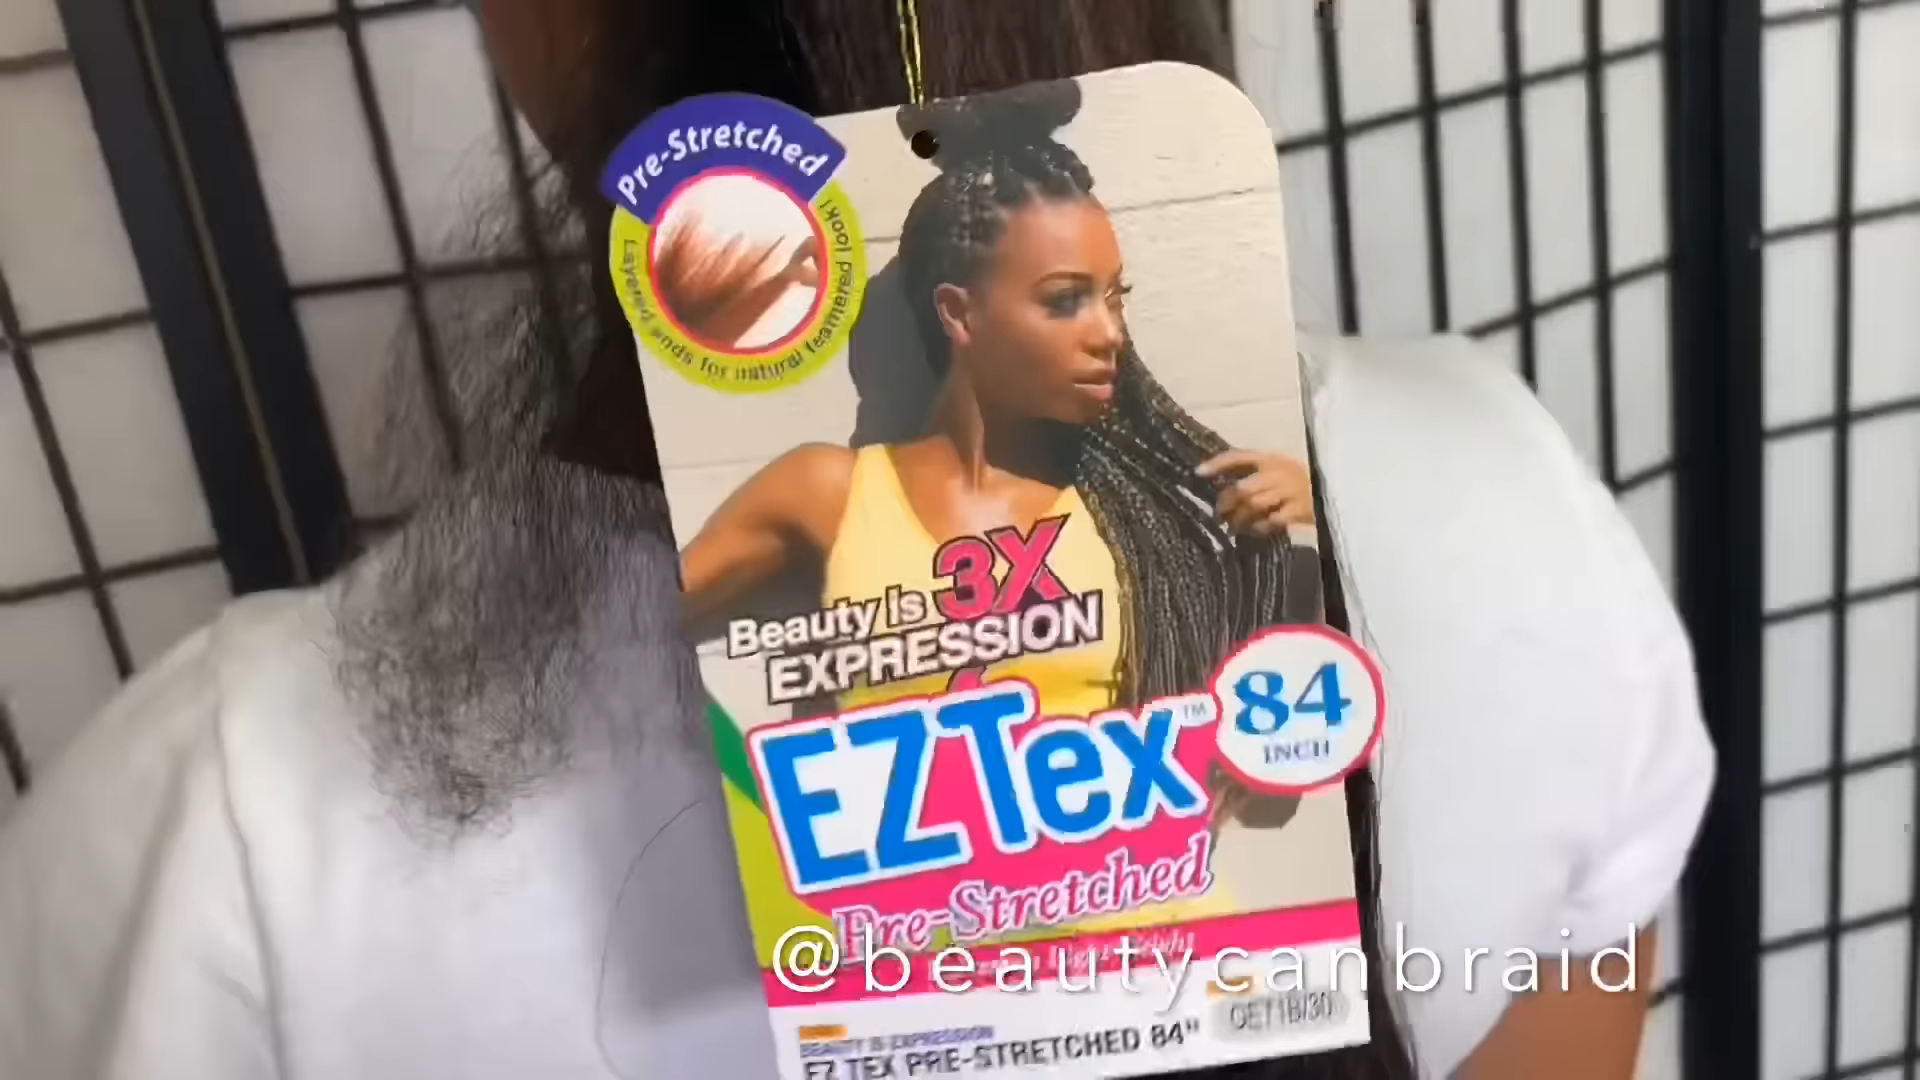 Pre-Stretched
Layered ends for natural feathered look!
Beauty Is 3X
EXPRESSION
EZTex™
84
INCH
Pre-Stretched
@beautycanbraid
BEAUTY IS EXPRESSION
EZ TEX PRE-STRETCHED 84"
OET1B/30